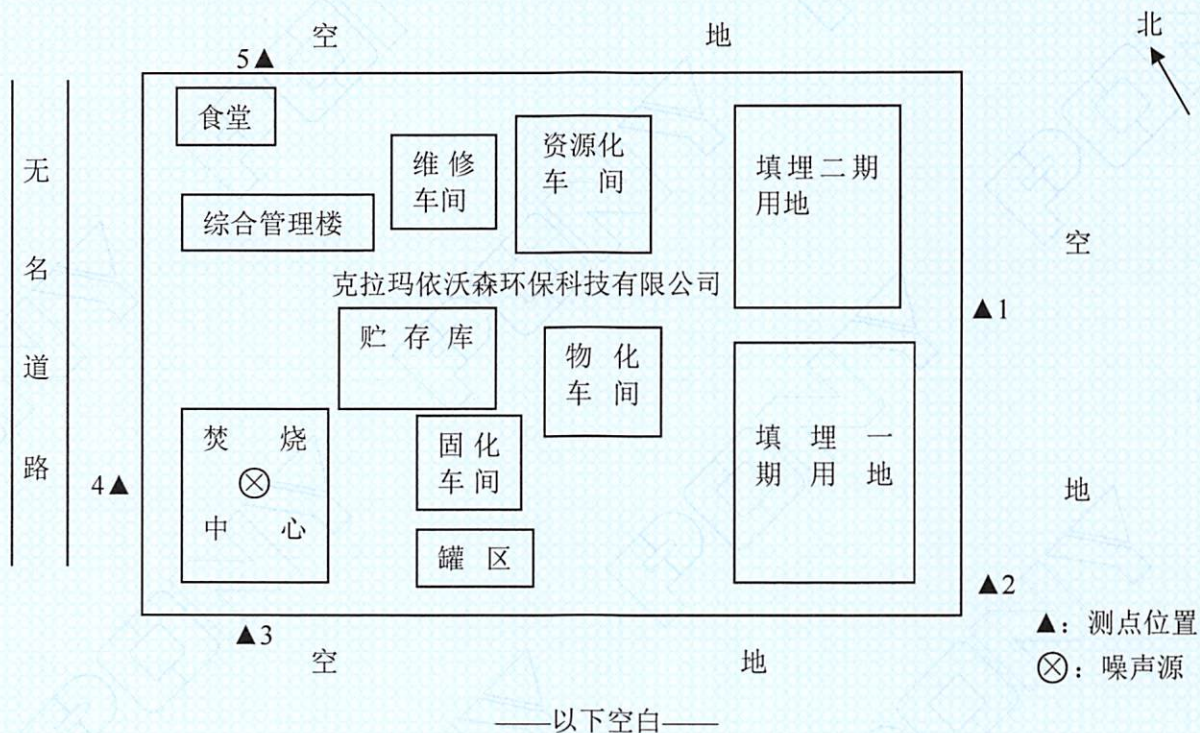 北
空 地
5▲
食堂
维 修
车间
资源化
车 间
填埋二期
用地
无
名
道
路
综合管理楼
空
克拉玛依沃森环保科技有限公司
▲1
贮 存 库
物 化
车 间
焚 烧
中 心
固 化
车 间
填 埋 一
期 用 地
4▲
地
罐 区
▲2
▲3
空 地
▲：测点位置
⊗：噪声源
——以下空白——